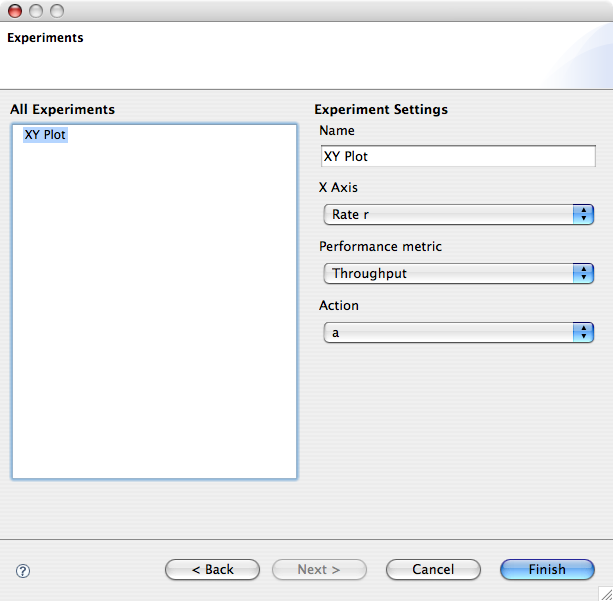 Experiments
All Experiments
XY Plot
Experiment Settings
Name
XY Plot
X Axis
Rate r
Performance metric
Throughput
Action
a
?
< Back
Next >
Cancel
Finish